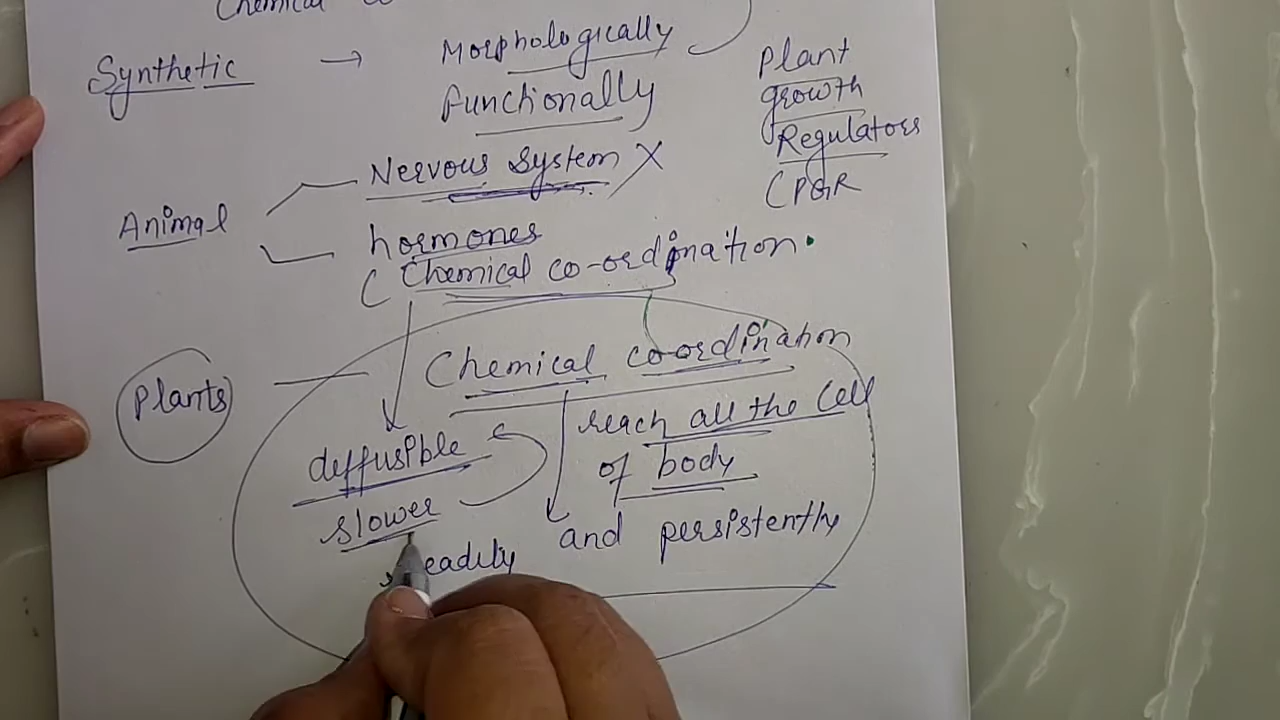 Chemical
Synthetic → Morphologically
functionally
Plant
growth
Regulators
(PGR
Animal
Nervous system X
hormones
(Chemical co-ordination.
Plants
Chemical coordination
deffusible
slower
reach all the cell
of body
and persistently